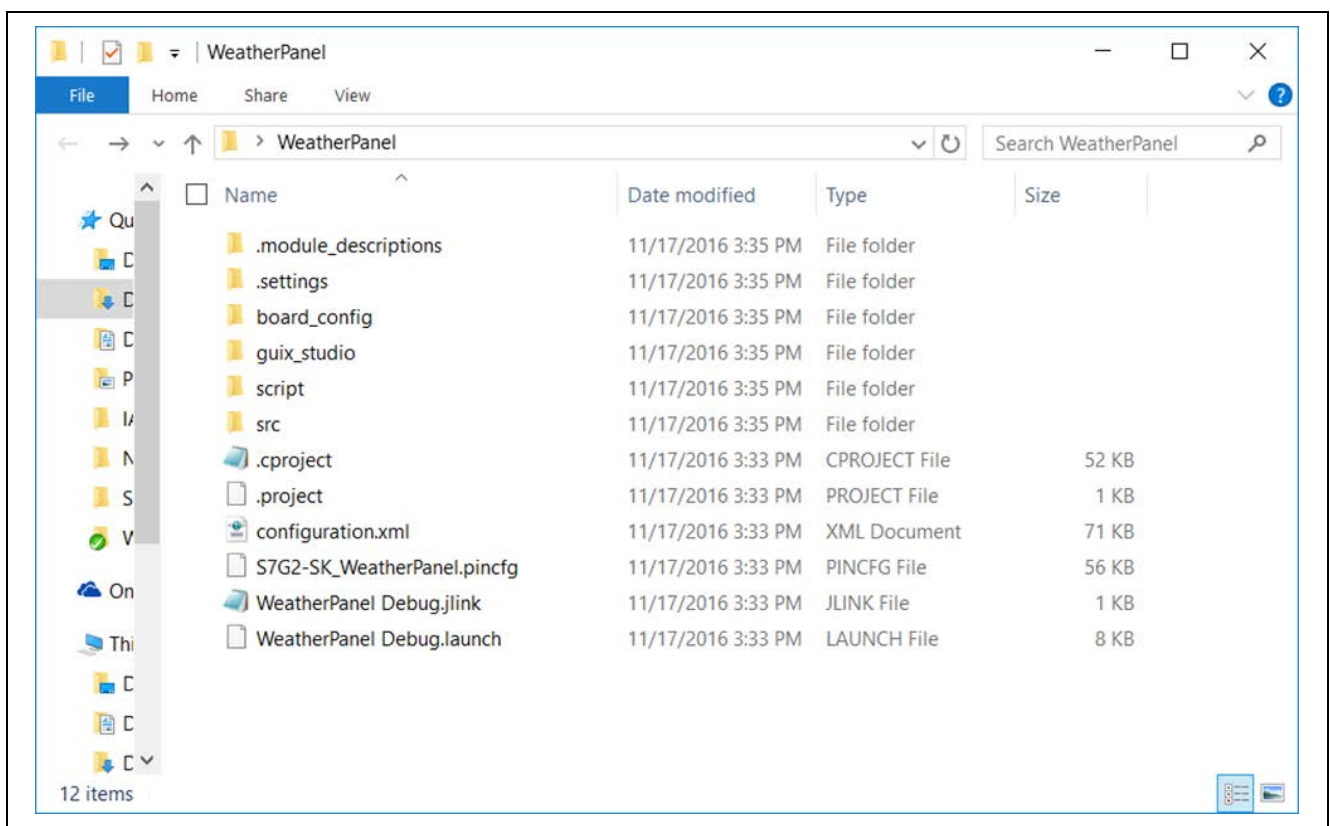 WeatherPanel
File Home Share View
WeatherPanel Search WeatherPanel
Name Date modified Type Size
.module_descriptions 11/17/2016 3:35 PM File folder
.settings 11/17/2016 3:35 PM File folder
board_config 11/17/2016 3:35 PM File folder
guix_studio 11/17/2016 3:35 PM File folder
script 11/17/2016 3:35 PM File folder
src 11/17/2016 3:35 PM File folder
.cproject 11/17/2016 3:33 PM CPROJECT File 52 KB
.project 11/17/2016 3:33 PM PROJECT File 1 KB
configuration.xml 11/17/2016 3:33 PM XML Document 71 KB
S7G2-SK_WeatherPanel.pincfg 11/17/2016 3:33 PM PINCFG File 56 KB
WeatherPanel Debug.jlink 11/17/2016 3:33 PM JLINK File 1 KB
WeatherPanel Debug.launch 11/17/2016 3:33 PM LAUNCH File 8 KB
Qu
D
D
D
P
N
S
On
Thi
D
D
D
12 items